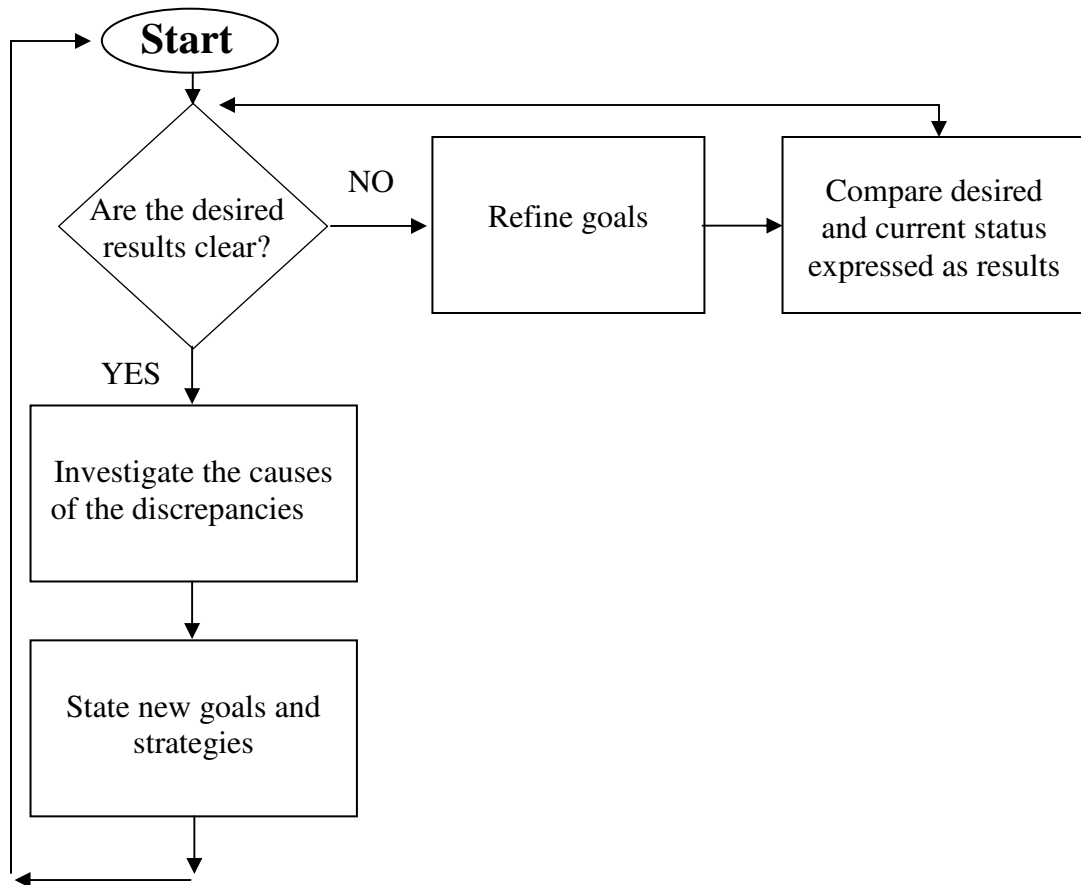 Start
Are the desired
results clear?
NO
Refine goals
Compare desired
and current status
expressed as results
YES
Investigate the causes
of the discrepancies
State new goals and
strategies